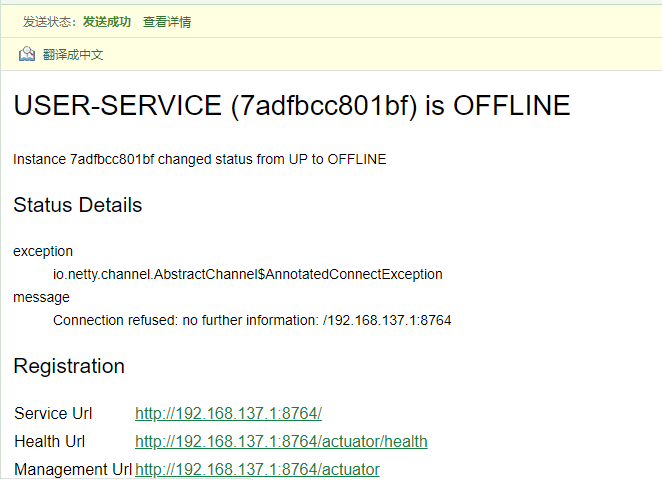 发送状态：发送成功 查看详情
翻译成中文
USER-SERVICE (7adfbcc801bf) is OFFLINE
Instance 7adfbcc801bf changed status from UP to OFFLINE
Status Details
exception
io.netty.channel.AbstractChannel$AnnotatedConnectException
message
Connection refused: no further information: /192.168.137.1:8764
Registration
Service Url http://192.168.137.1:8764/
Health Url http://192.168.137.1:8764/actuator/health
Management Url http://192.168.137.1:8764/actuator